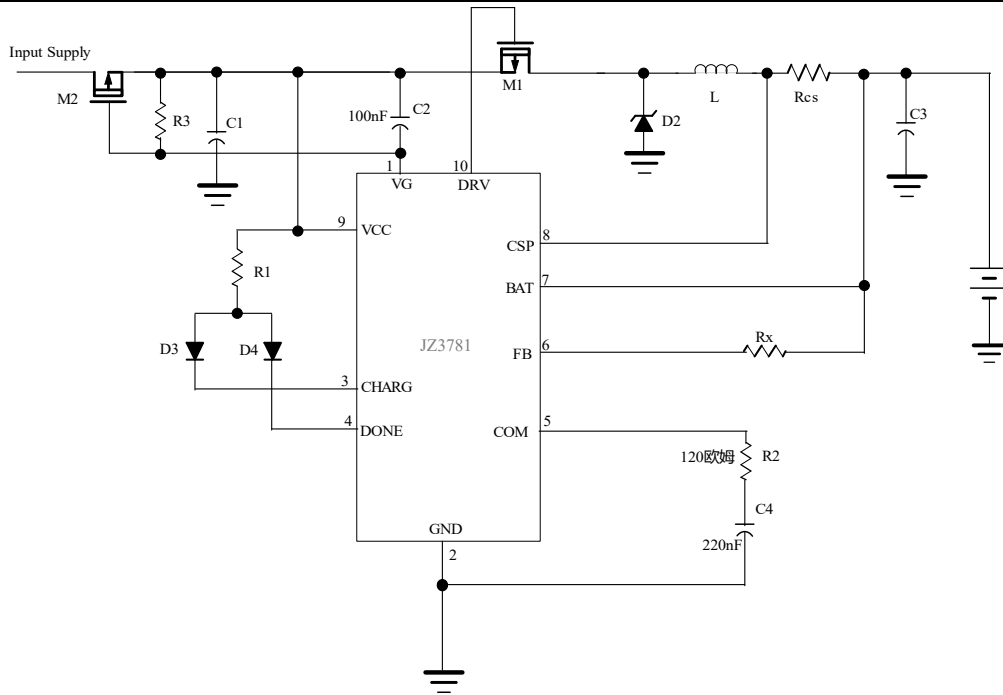 Input Supply
M2
R3
C1
100nF
C2
M1
D2
L
Rcs
C3
1
VG
10
DRV
9
VCC
8
CSP
R1
7
BAT
D3
D4
JZ3781
Rx
6
FB
3
CHARG
4
DONE
5
COM
120欧姆
R2
C4
220nF
GND
2